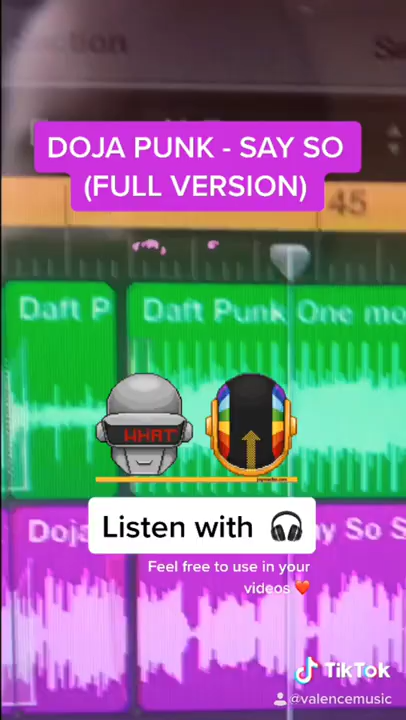 DOJA PUNK - SAY SO
(FULL VERSION)
45
Daft P
Daft Punk One mo
WHAT
Listen with 🎧
Doja
ay So S
Feel free to use in your
videos ❤️
TikTok
@valencemusic